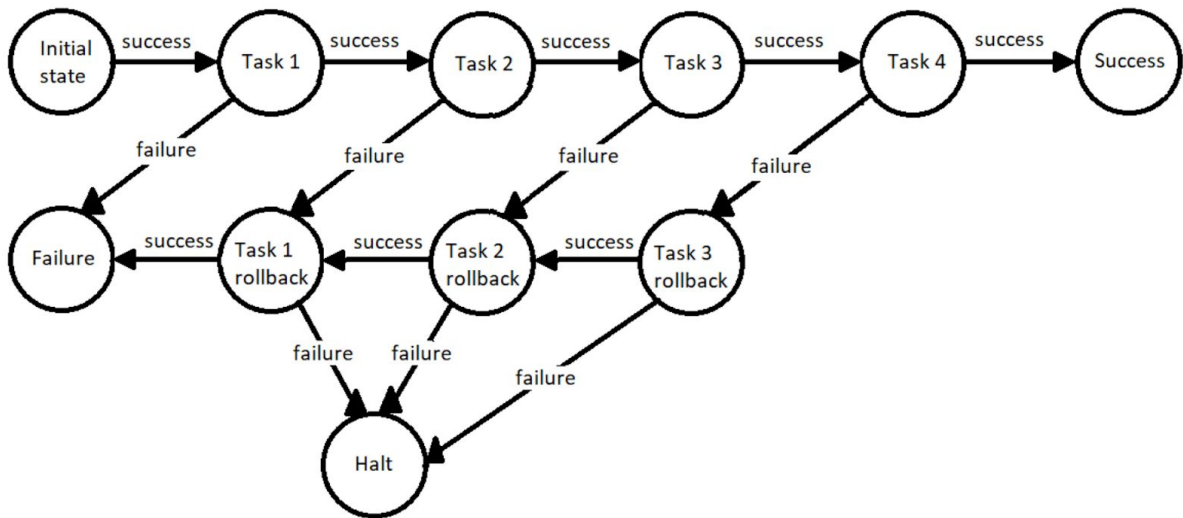 success
success
success
success
success
Initial
state
Task 1
Task 2
Task 3
Task 4
Success
failure
failure
failure
failure
success
success
success
Failure
Task 1
rollback
Task 2
rollback
Task 3
rollback
failure
failure
failure
Halt